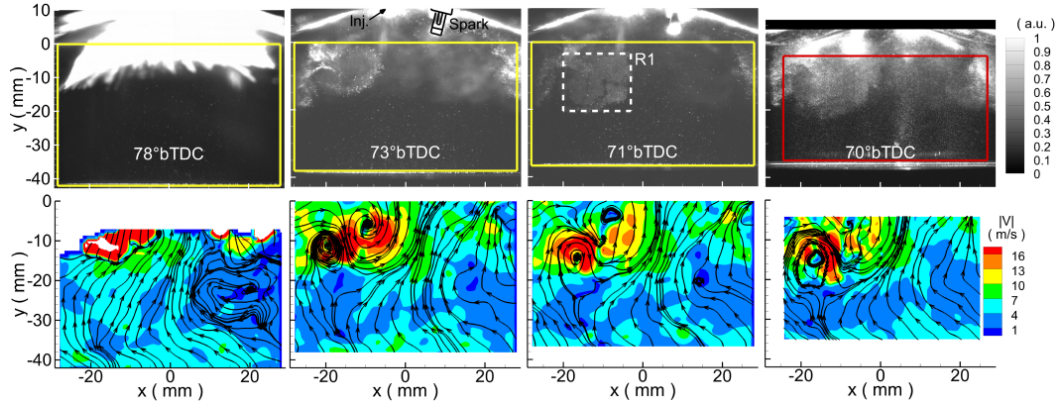 Inj.
Spark
( a.u. )
0
-10
-20
-30
-40
y ( mm )
R1
78°bTDC
73°bTDC
71°bTDC
70°bTDC
1
0.9
0.8
0.7
0.6
0.5
0.4
0.3
0.2
0.1
0
0
-10
-20
-30
-40
y ( mm )
|V|
( m/s )
16
13
10
7
4
1
-20 0 20
-20 0 20
-20 0 20
-20 0 20
x ( mm )
x ( mm )
x ( mm )
x ( mm )